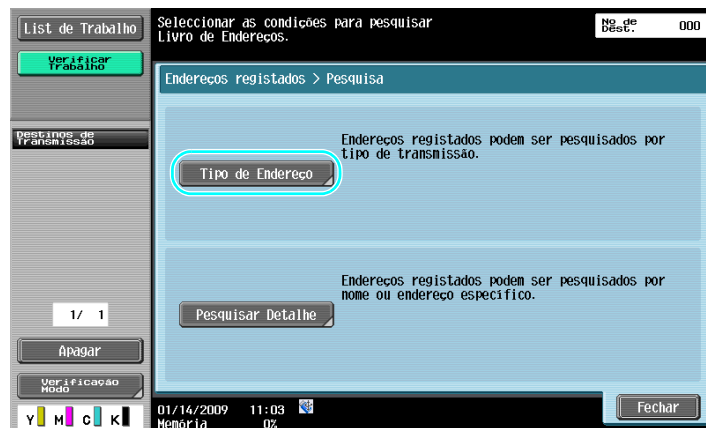 List de Trabalho
Seleccionar as condições para pesquisar
Livro de Endereços.
Nº de
Dest.
000
Verificar
Trabalho
Endereços registados > Pesquisa
Destinos de
Transmissão
Endereços registados podem ser pesquisados por
tipo de transmissão.
Tipo de Endereço
Endereços registados podem ser pesquisados por
nome ou endereço específico.
Pesquisar Detalhe
1/ 1
Apagar
Verificação
Modo
Fechar
Y M C K
01/14/2009 11:03
Memória 0%